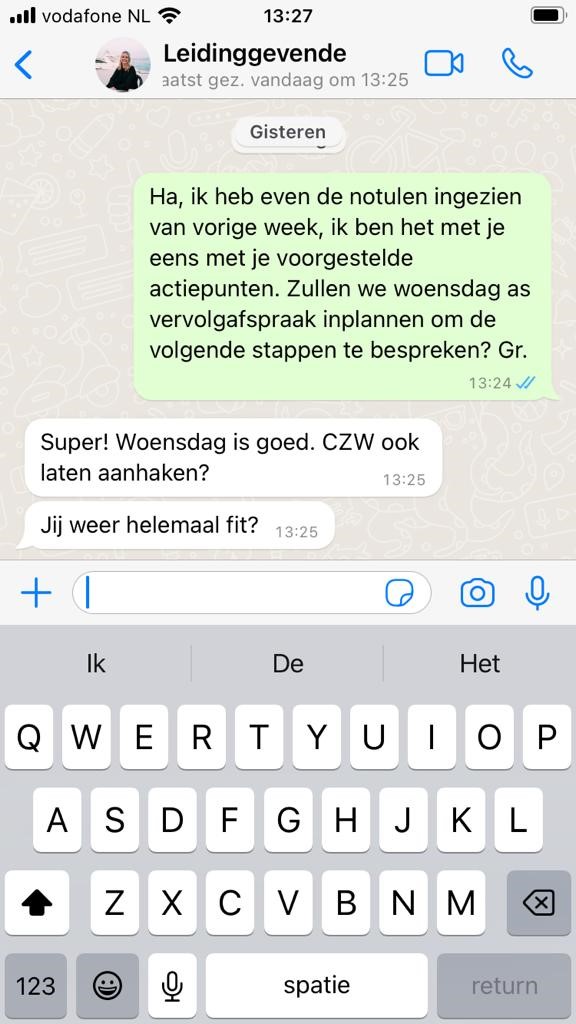 vodafone NL 13:27
Leidinggevende
aatst gez. vandaag om 13:25
Gisteren
Ha, ik heb even de notulen ingezien
van vorige week, ik ben het met je
eens met je voorgestelde
actiepunten. Zullen we woensdag as
vervolgafspraak inplannen om de
volgende stappen te bespreken? Gr.
13:24
Super! Woensdag is goed. CZW ook
laten aanhaken? 13:25
Jij weer helemaal fit? 13:25
Ik De Het
Q W E R T Y U I O P
A S D F G H J K L
Z X C V B N M
123 spatie return